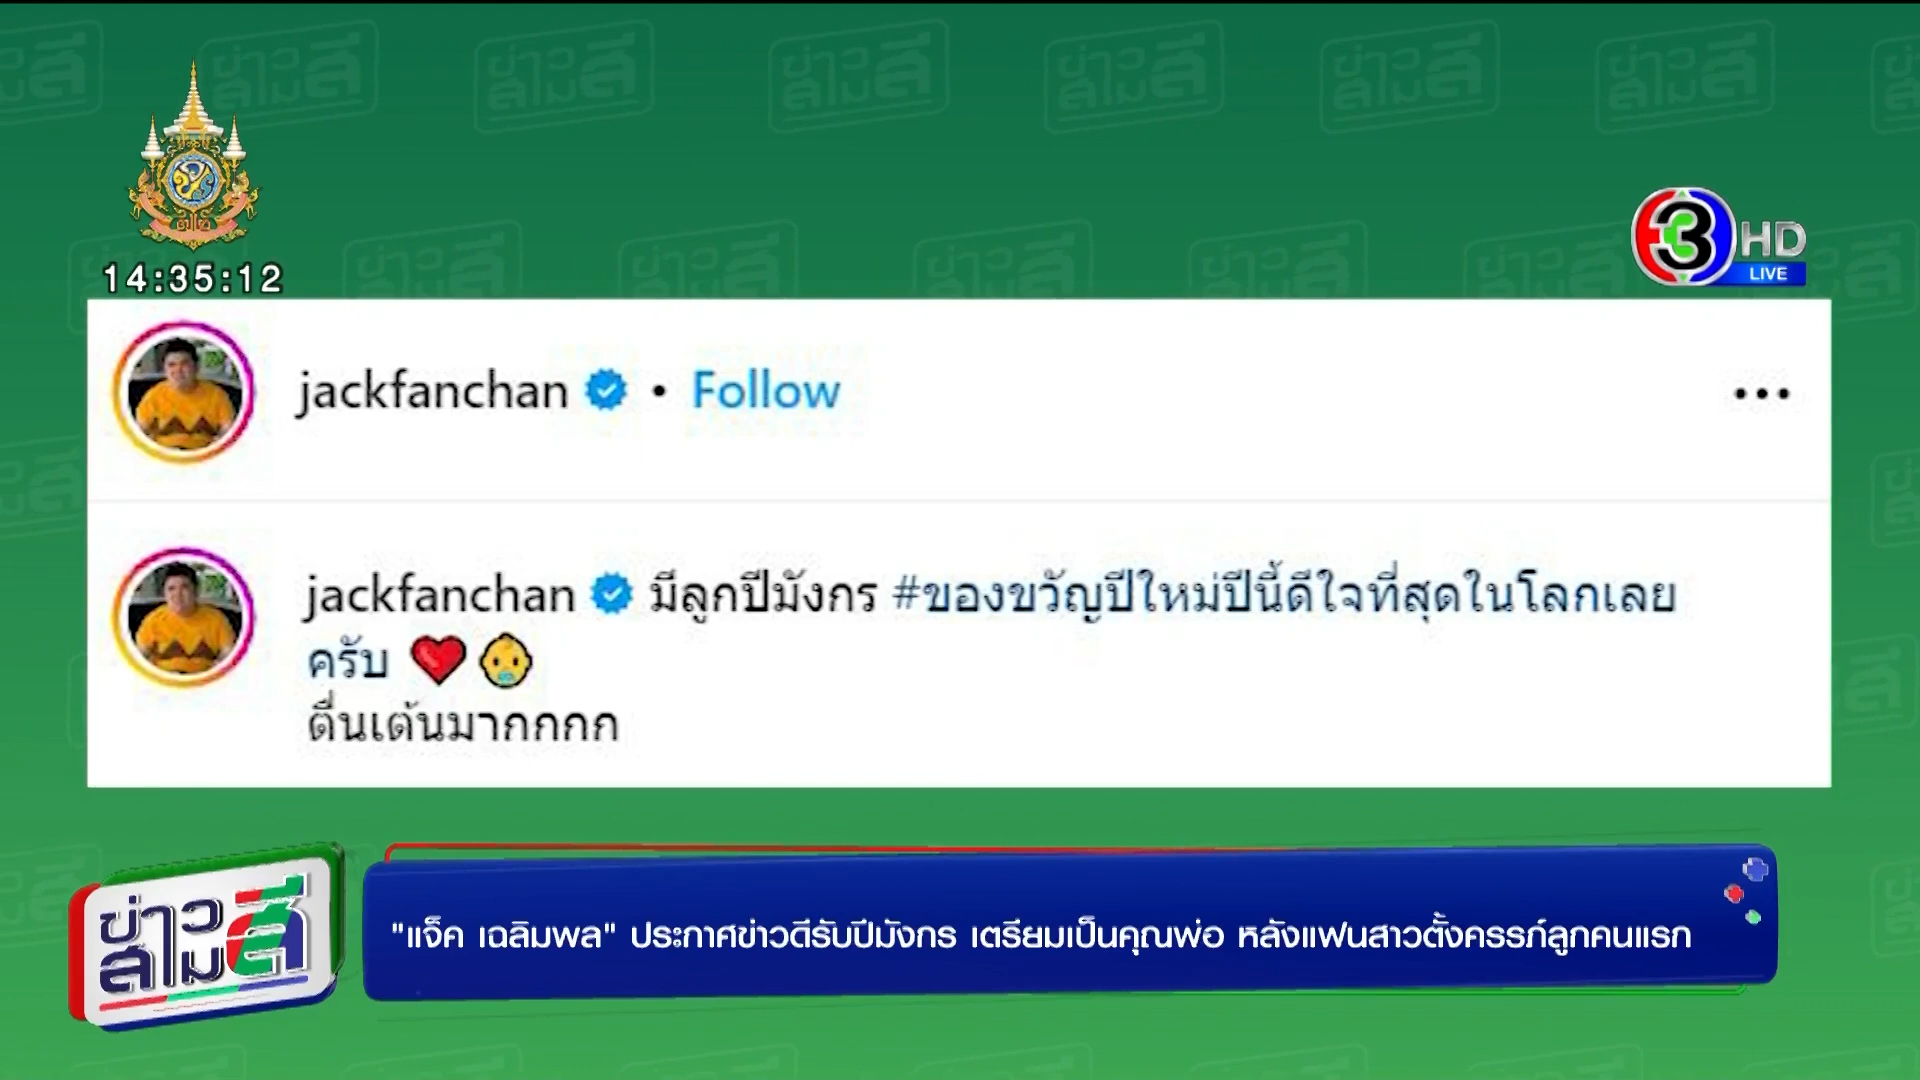 14:35:12
3 HD
LIVE
jackfanchan • Follow
jackfanchan มีลูกปีมังกร #ของขวัญปีใหม่ปีนี้ดีใจที่สุดในโลกเลย
ครับ ❤️👶
ตื่นเต้นมากกกก
ข่าว
สามสี
"แจ็ค เฉลิมพล" ประกาศข่าวดีรับปีมังกร เตรียมเป็นคุณพ่อ หลังแฟนสาวตั้งครรภ์ลูกคนแรก